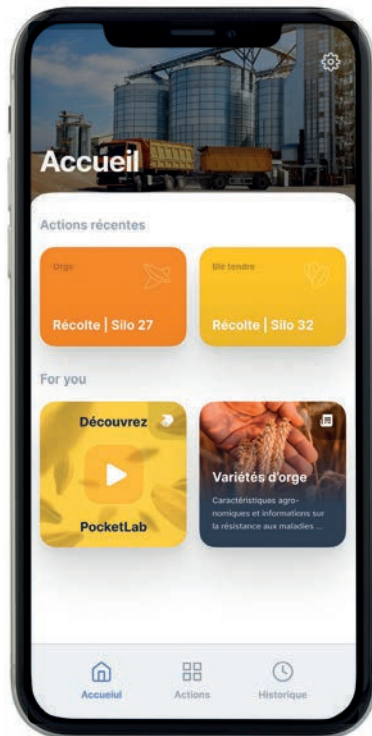 Accueil
Actions récentes
Orge
Récolte | Silo 27
Blé tendre
Récolte | Silo 32
For you
Découvrez
PocketLab
Variétés d'orge
Caractéristiques agro-
nomiques et informations sur
la résistance aux maladies ...
Accueiul
Actions
Historique